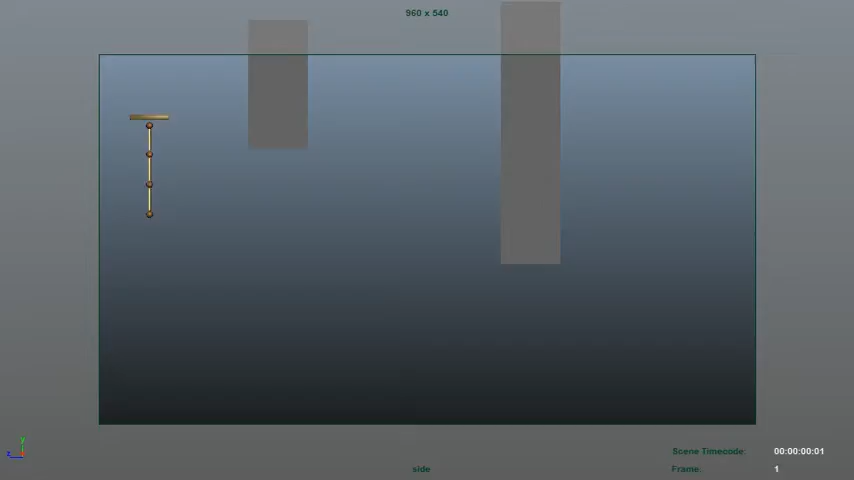 960 x 540
y
z
Scene Timecode: 00:00:00:01
side
Frame: 1